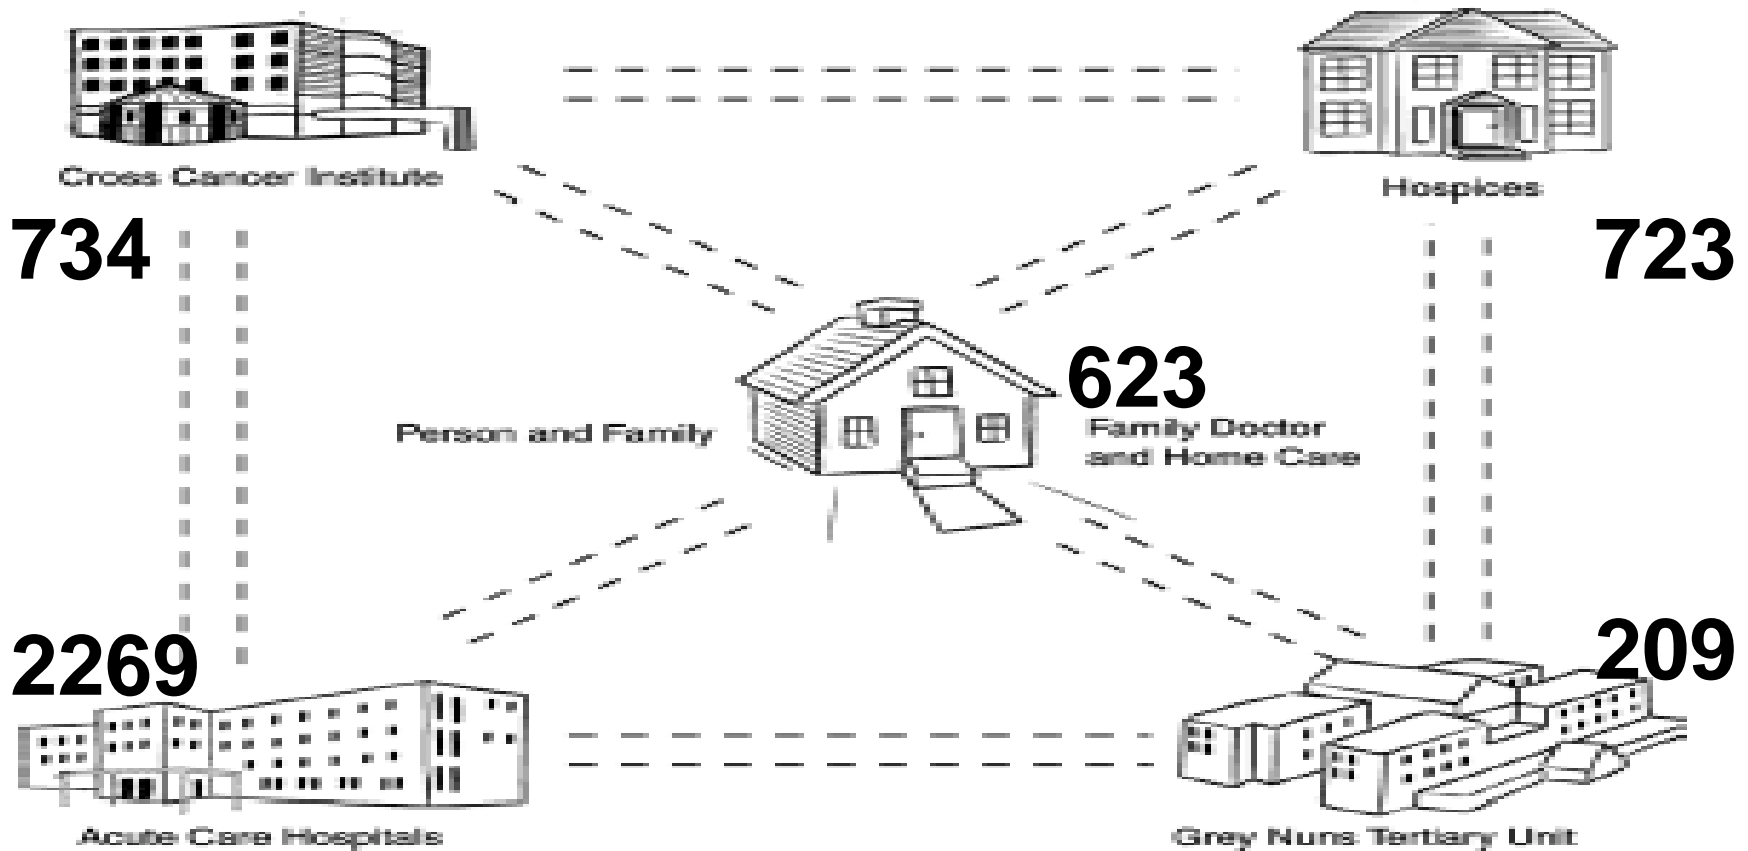 Cross Cancer Institute
Hospices
734
723
623
Person and Family
Family Doctor
and Home Care
2269
209
Acute Care Hospitals
Grey Nuns Tertiary Unit